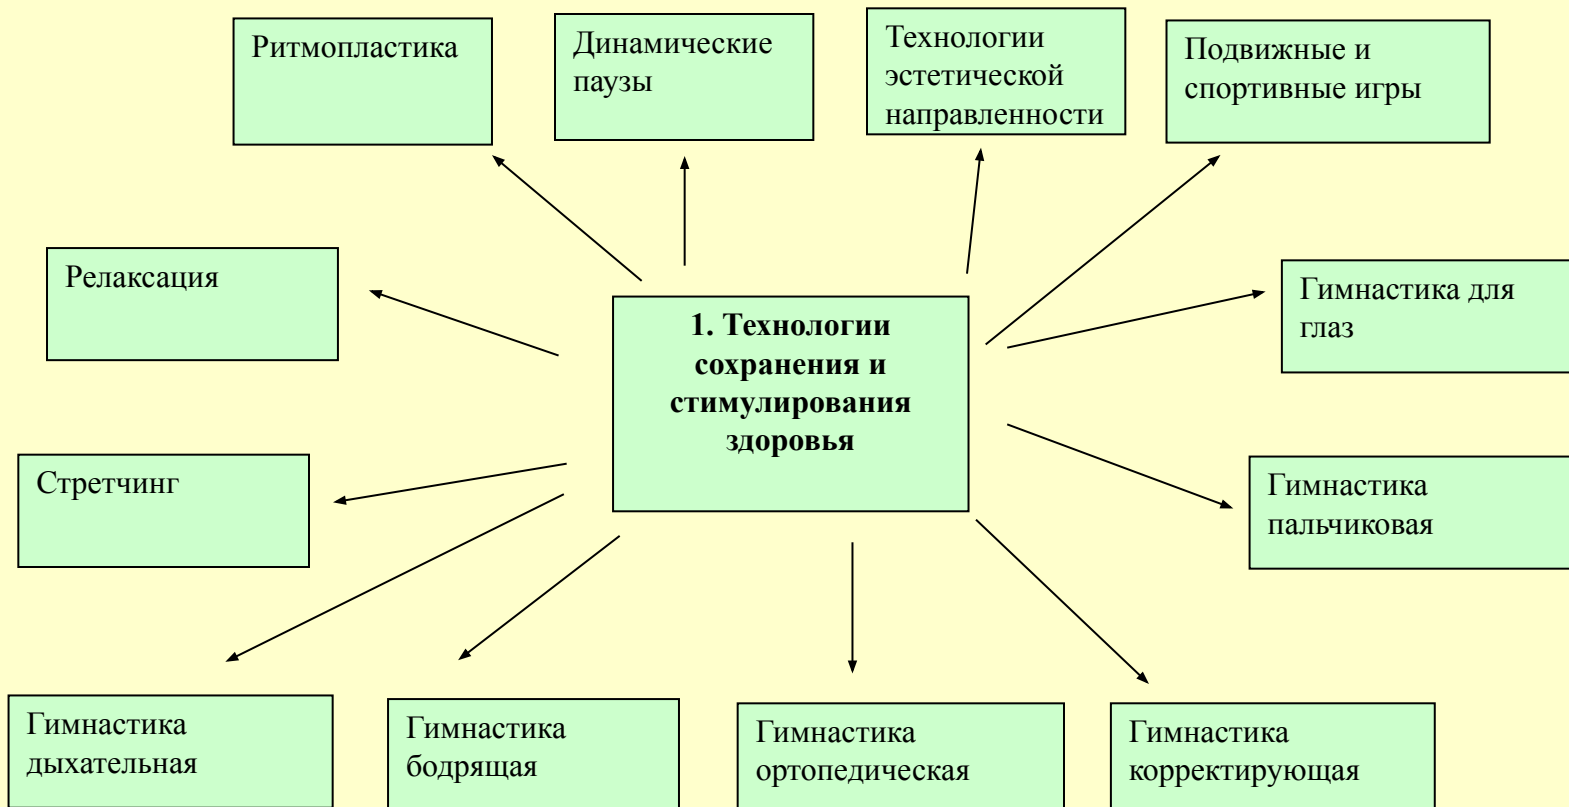 Ритмопластика
Динамические
паузы
Технологии
эстетической
направленности
Подвижные и
спортивные игры
Релаксация
Гимнастика для
глаз
1. Технологии
сохранения и
стимулирования
здоровья
Стретчинг
Гимнастика
пальчиковая
Гимнастика
дыхательная
Гимнастика
бодрящая
Гимнастика
ортопедическая
Гимнастика
корректирующая